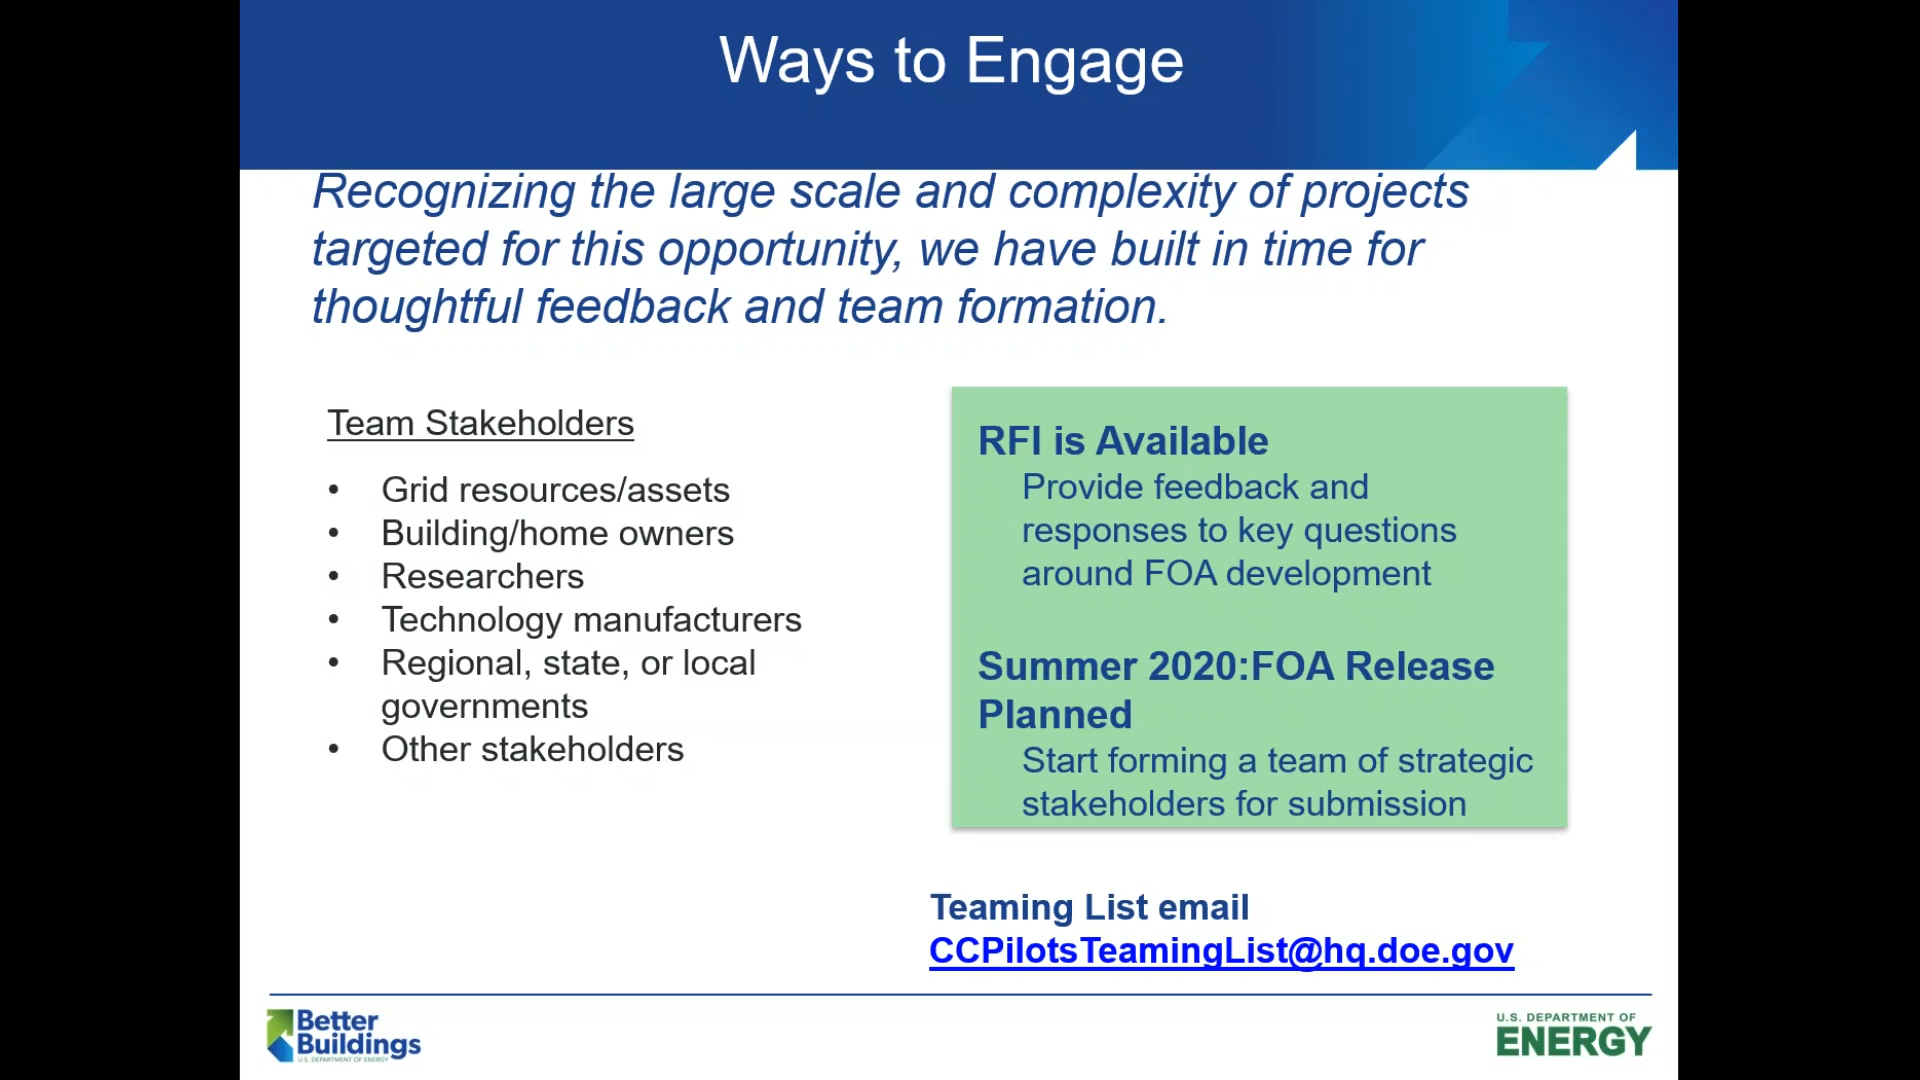 Ways to Engage
Recognizing the large scale and complexity of projects
targeted for this opportunity, we have built in time for
thoughtful feedback and team formation.
Team Stakeholders
• Grid resources/assets
• Building/home owners
• Researchers
• Technology manufacturers
• Regional, state, or local
governments
• Other stakeholders
RFI is Available
Provide feedback and
responses to key questions
around FOA development
Summer 2020:FOA Release
Planned
Start forming a team of strategic
stakeholders for submission
Teaming List email
CCPilotsTeamingList@hq.doe.gov
Better
Buildings
U.S. DEPARTMENT OF ENERGY
U.S. DEPARTMENT OF
ENERGY